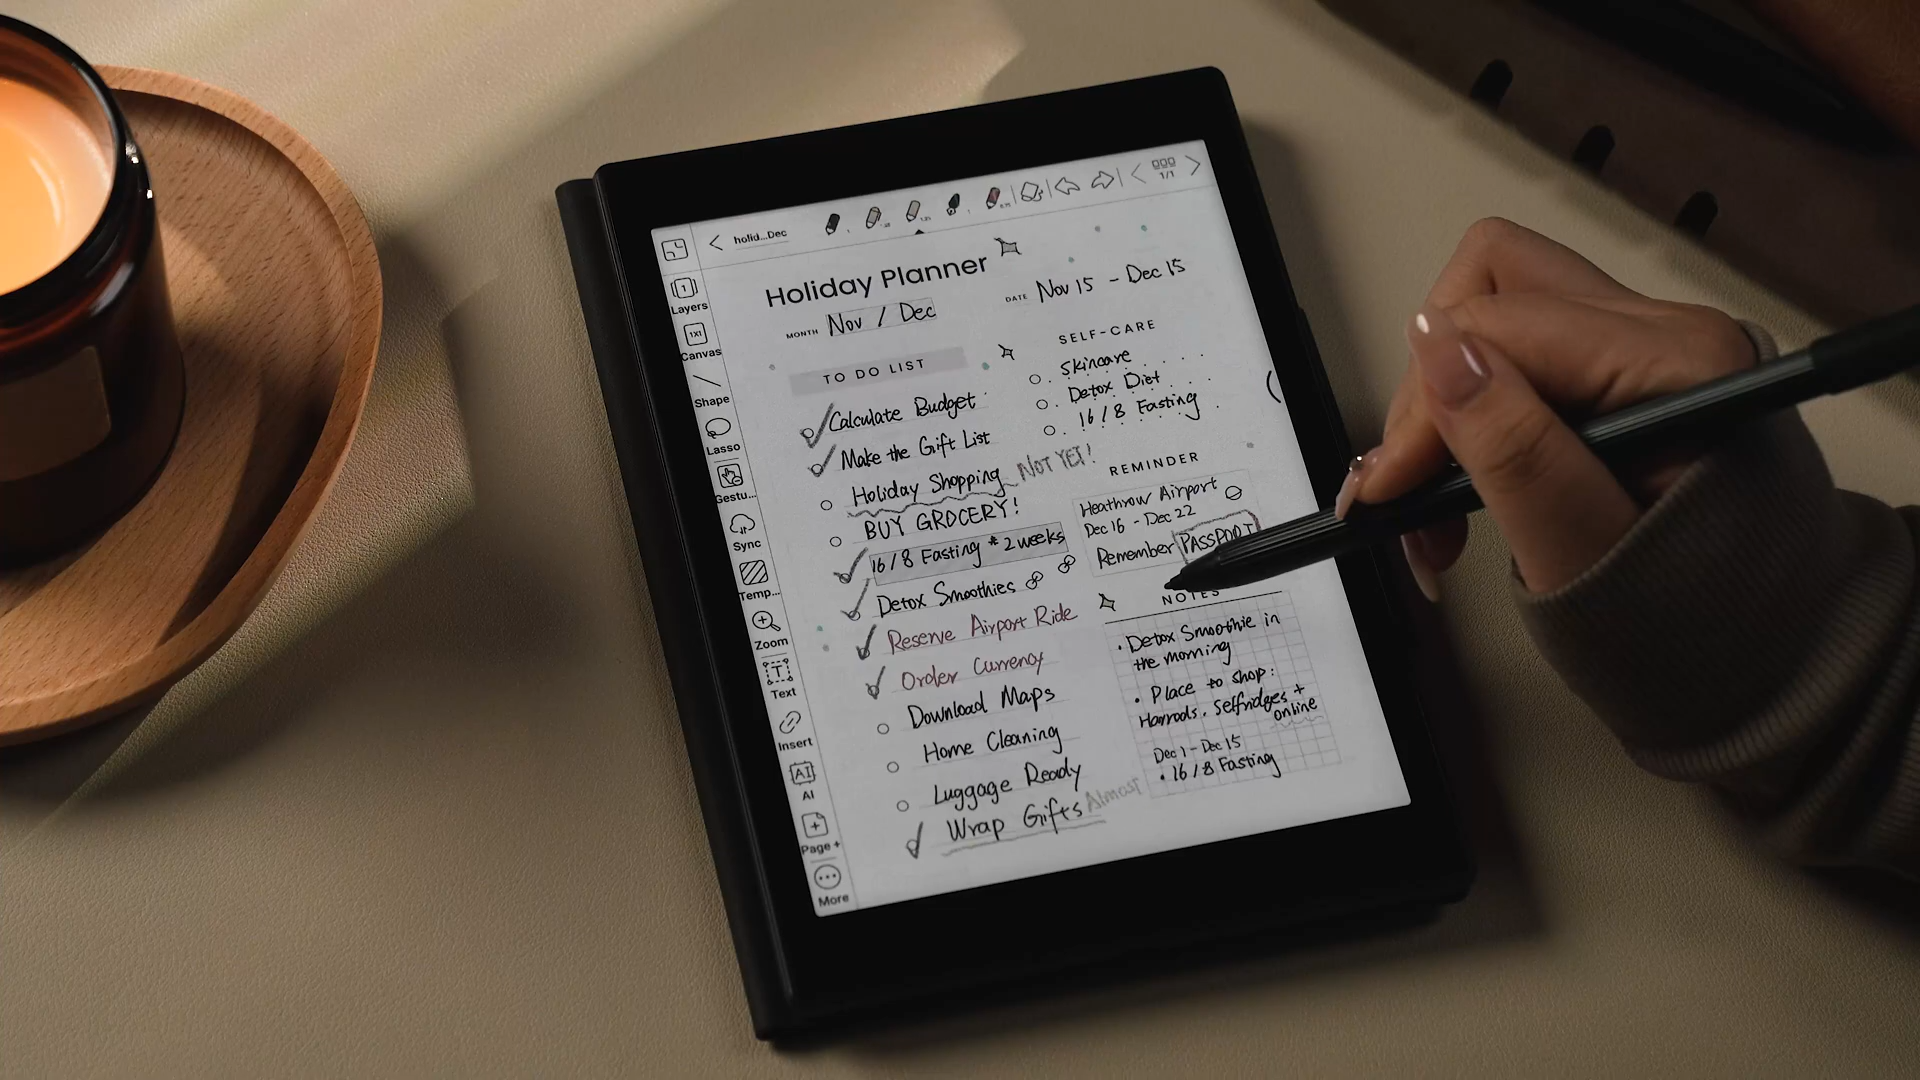 holid...Dec
1/1
Layers
Canvas
Shape
Lasso
Gestu...
Sync
Temp...
Zoom
Text
Insert
AI
Page +
More
Holiday Planner
MONTH Nov / Dec
DATE Nov 15 - Dec 15
TO DO LIST
Calculate Budget
Make the Gift List
Holiday Shopping NOT YET!
BUY GROCERY!
16/8 Fasting * 2 weeks
Detox Smoothies
Reserve Airport Ride
Order Currency
Download Maps
Home Cleaning
Luggage Ready
Wrap Gifts Almost
SELF-CARE
Skincare
Detox Diet
16/8 Fasting
REMINDER
Heathrow Airport
Dec 16 - Dec 22
Remember PASSPORT
NOTES
• Detox Smoothie in
the morning
• Place to shop:
Harrods, Selfridges +
online
Dec 1 - Dec 15
• 16/8 Fasting